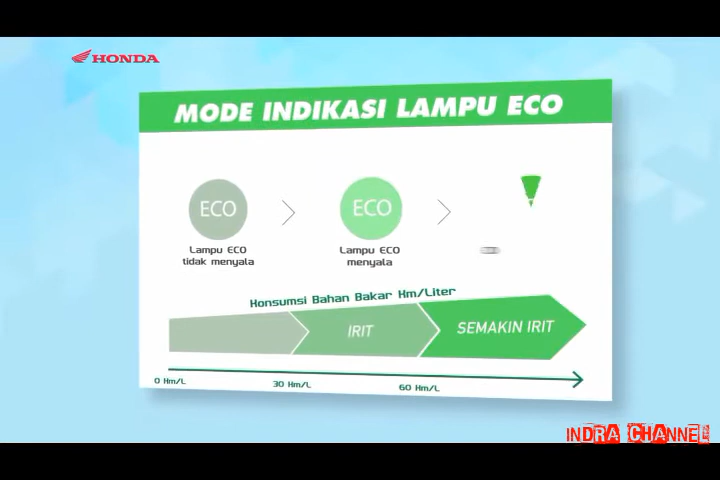 HONDA
MODE INDIKASI LAMPU ECO
ECO
Lampu ECO
tidak menyala
ECO
Lampu ECO
menyala
Konsumsi Bahan Bakar Km/Liter
IRIT
SEMAKIN IRIT
0 Km/L
30 Km/L
60 Km/L
INDRA CHANNEL